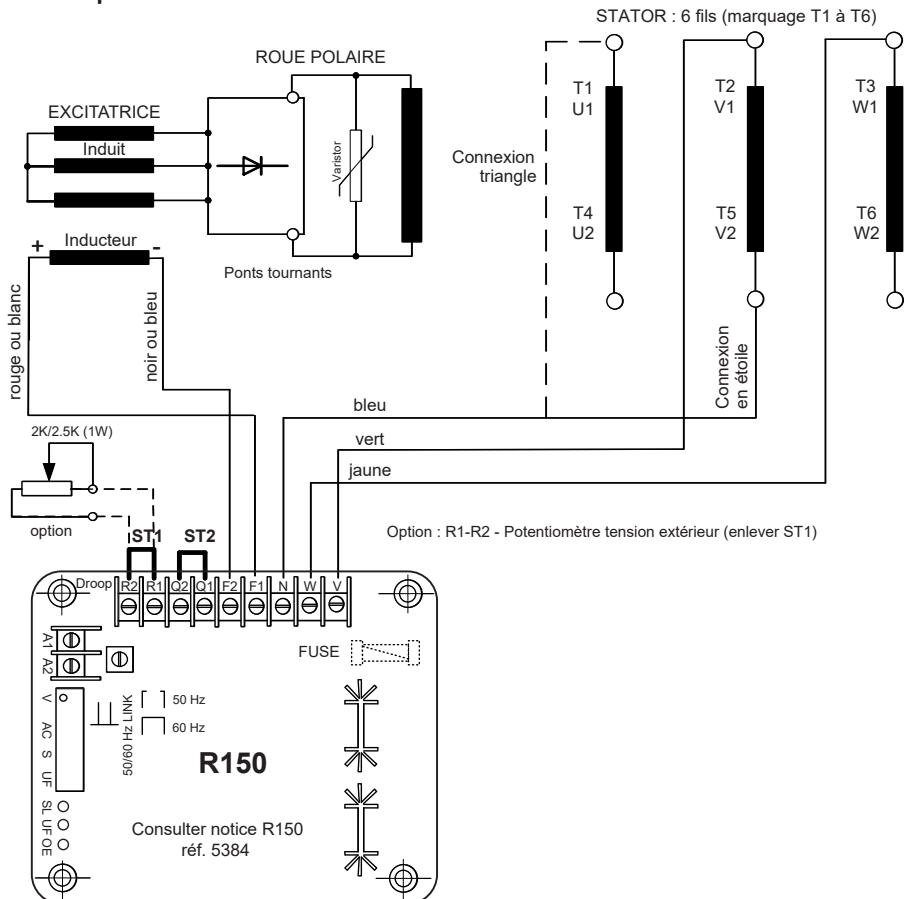 STATOR : 6 fils (marquage T1 à T6)
ROUE POLAIRE
EXCITATRICE
Induit
Varistor
T1
U1
T2
V1
T3
W1
Connexion
triangle
T4
U2
T5
V2
T6
W2
+ Inducteur -
Ponts tournants
rouge ou blanc
noir ou bleu
Connexion
en étoile
bleu
vert
jaune
2K/2.5K (1W)
option
ST1
ST2
Option : R1-R2 - Potentiomètre tension extérieur (enlever ST1)
Droop
R2 R1 Q2 Q1 F2 F1 N W V
A1
A2
FUSE
V
AC
S
UF
50/60 Hz LINK
50 Hz
60 Hz
R150
SL
UF
OE
Consulter notice R150
réf. 5384